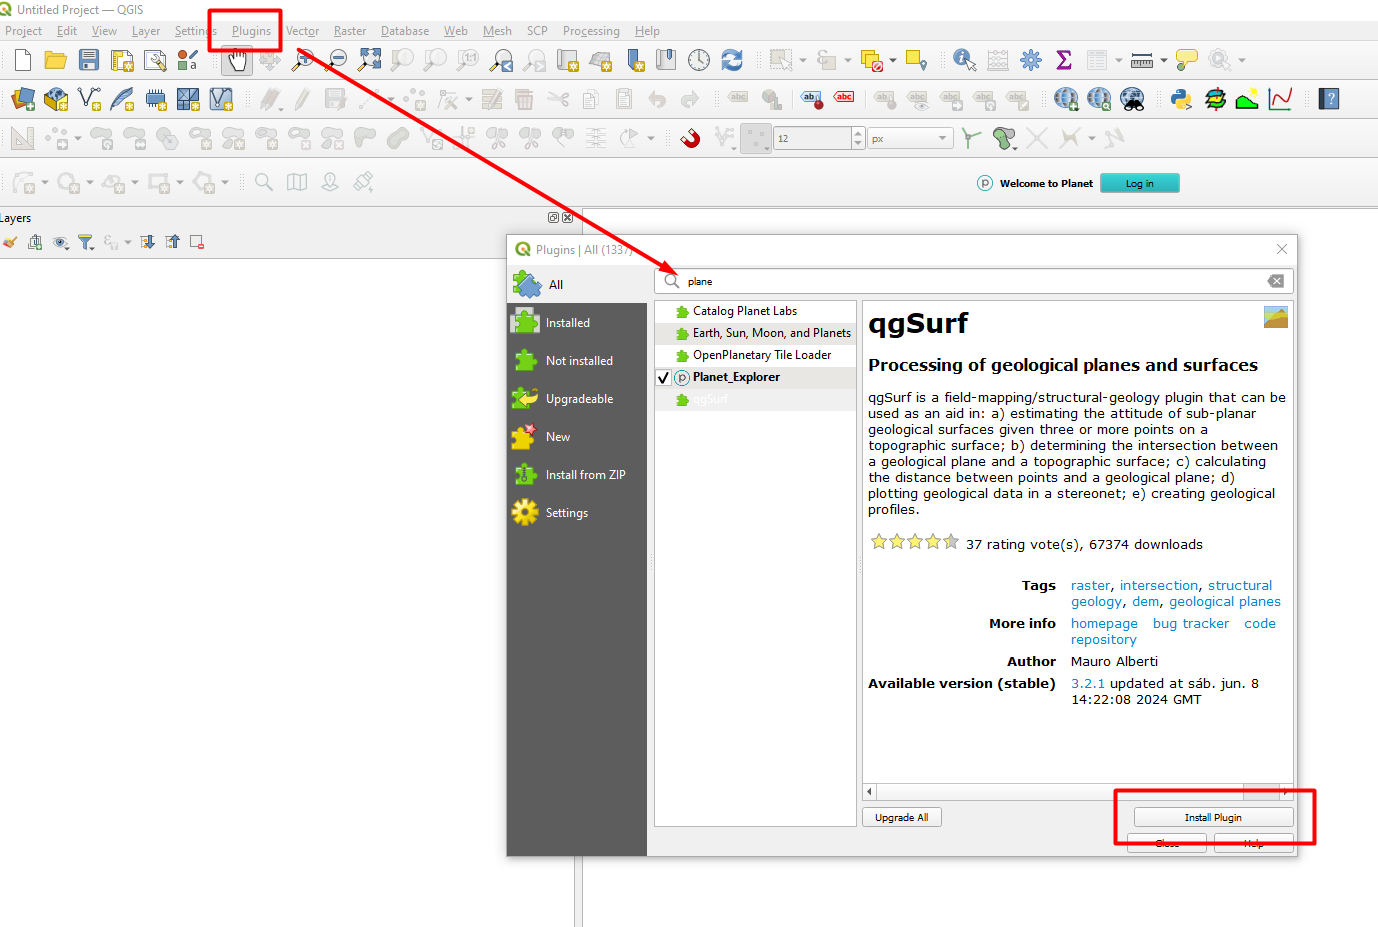 Untitled Project — QGIS
Project Edit View Layer Settings Plugins Vector Raster Database Web Mesh SCP Processing Help
abc abc abc
12 px
Welcome to Planet Log in
Layers
Plugins | All (1337)
All
plane
Installed
Not installed
Upgradeable
New
Install from ZIP
Settings
Catalog Planet Labs
Earth, Sun, Moon, and Planets
OpenPlanetary Tile Loader
Planet_Explorer
qgSurf
qgSurf
Processing of geological planes and surfaces
qgSurf is a field-mapping/structural-geology plugin that can be
used as an aid in: a) estimating the attitude of sub-planar
geological surfaces given three or more points on a
topographic surface; b) determining the intersection between
a geological plane and a topographic surface; c) calculating
the distance between points and a geological plane; d)
plotting geological data in a stereonet; e) creating geological
profiles.
37 rating vote(s), 67374 downloads
Tags raster, intersection, structural
geology, dem, geological planes
More info homepage bug tracker code
repository
Author Mauro Alberti
Available version (stable) 3.2.1 updated at sáb. jun. 8
14:22:08 2024 GMT
Upgrade All Install Plugin
Close Help